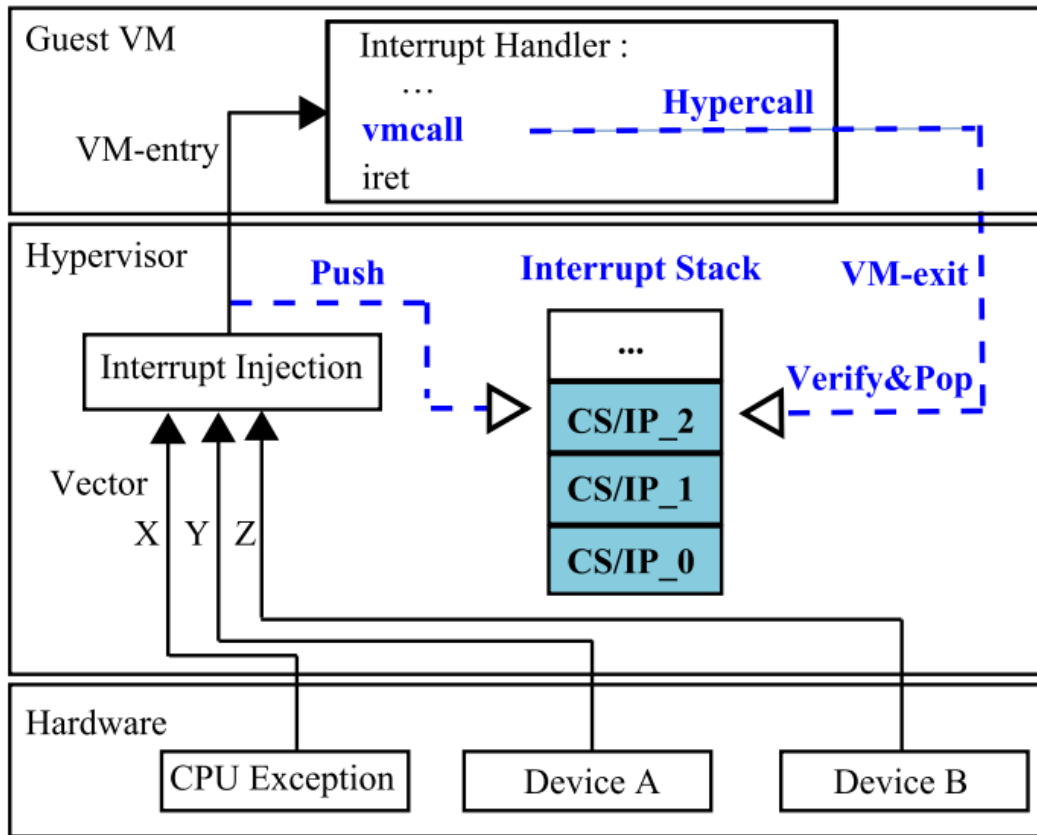 Guest VM
Interrupt Handler :
...
vmcall
Hypercall
iret
VM-entry
Hypervisor
Push
Interrupt Stack
VM-exit
...
Interrupt Injection
Verify&Pop
CS/IP_2
CS/IP_1
CS/IP_0
Vector
X Y Z
Hardware
CPU Exception
Device A
Device B